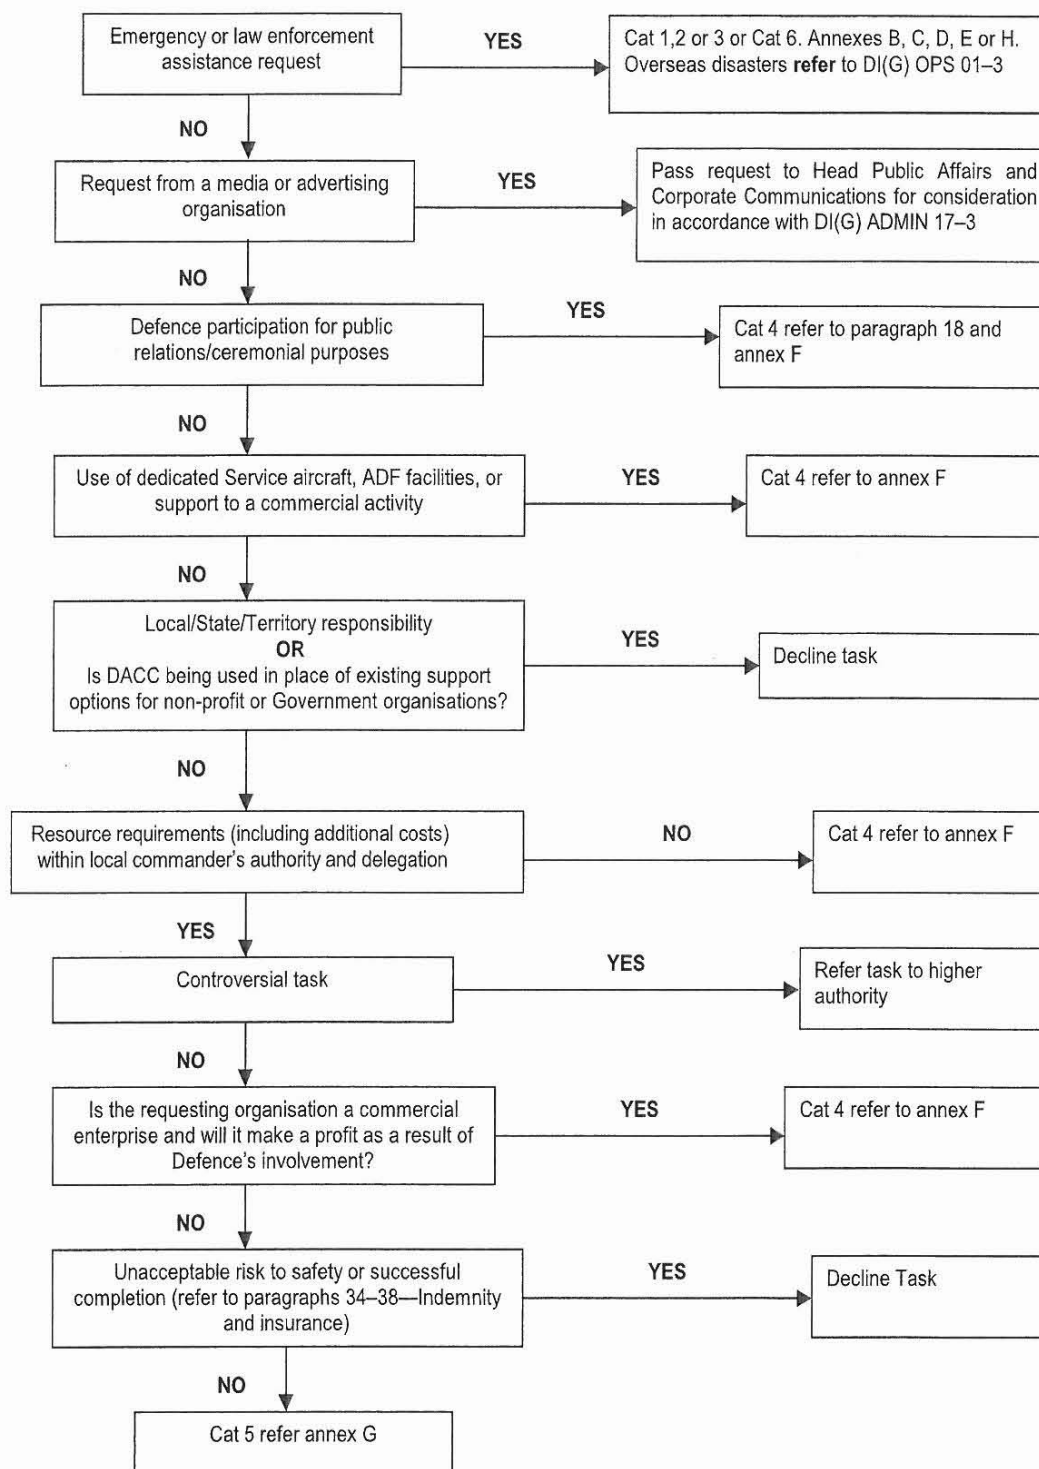 Emergency or law enforcement
assistance request
YES
Cat 1,2 or 3 or Cat 6. Annexes B, C, D, E or H.
Overseas disasters refer to DI(G) OPS 01–3
NO
Request from a media or advertising
organisation
YES
Pass request to Head Public Affairs and
Corporate Communications for consideration
in accordance with DI(G) ADMIN 17–3
NO
Defence participation for public
relations/ceremonial purposes
YES
Cat 4 refer to paragraph 18 and
annex F
NO
Use of dedicated Service aircraft, ADF facilities, or
support to a commercial activity
YES
Cat 4 refer to annex F
NO
Local/State/Territory responsibility
OR
Is DACC being used in place of existing support
options for non-profit or Government organisations?
YES
Decline task
NO
Resource requirements (including additional costs)
within local commander's authority and delegation
NO
Cat 4 refer to annex F
YES
Controversial task
YES
Refer task to higher
authority
NO
Is the requesting organisation a commercial
enterprise and will it make a profit as a result of
Defence's involvement?
YES
Cat 4 refer to annex F
NO
Unacceptable risk to safety or successful
completion (refer to paragraphs 34–38—Indemnity
and insurance)
YES
Decline Task
NO
Cat 5 refer annex G